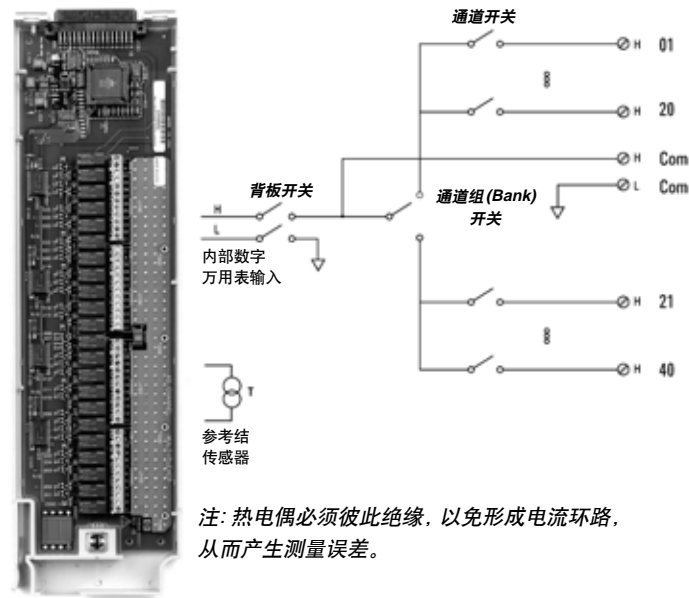 通道开关
H 01
H 20
H Com
L Com
背板开关
H
L
通道组(Bank)
开关
内部数字
万用表输入
H 21
H 40
T
参考结
传感器
注: 热电偶必须彼此绝缘, 以免形成电流环路,
从而产生测量误差。